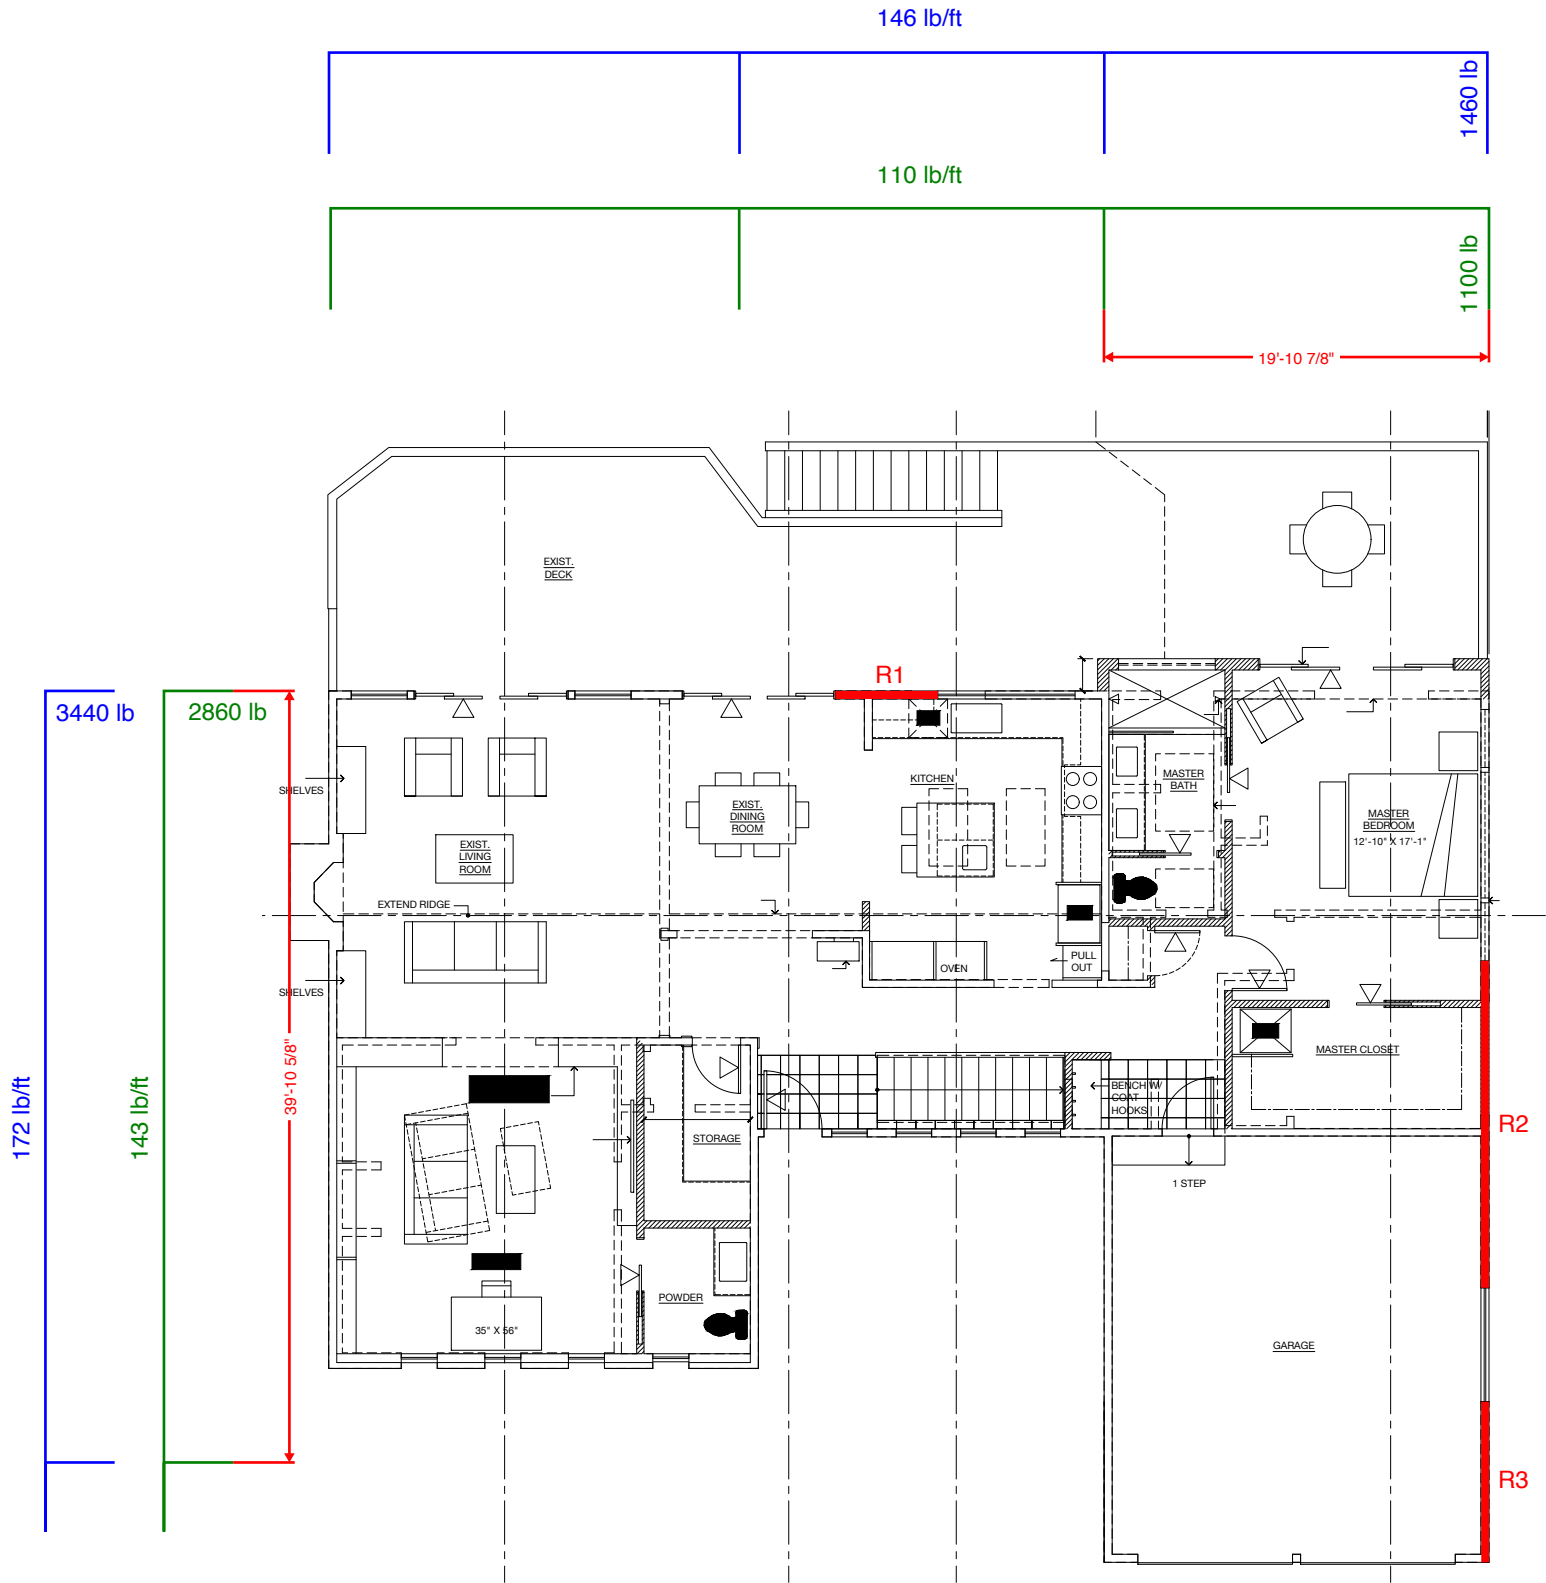 146 lb/ft
1460 lb
110 lb/ft
1100 lb
19'-10 7/8"
EXIST.
DECK
R1
3440 lb
2860 lb
SHELVES
KITCHEN
EXIST.
DINING
ROOM
MASTER
BATH
MASTER
BEDROOM
12'-10" X 17'-1"
EXIST.
LIVING
ROOM
EXTEND RIDGE
OVEN
PULL
OUT
SHELVES
39'-10 5/8"
172 lb/ft
143 lb/ft
MASTER CLOSET
BENCH W/
COAT
HOOKS
R2
STORAGE
1 STEP
POWDER
35" X 56"
GARAGE
R3